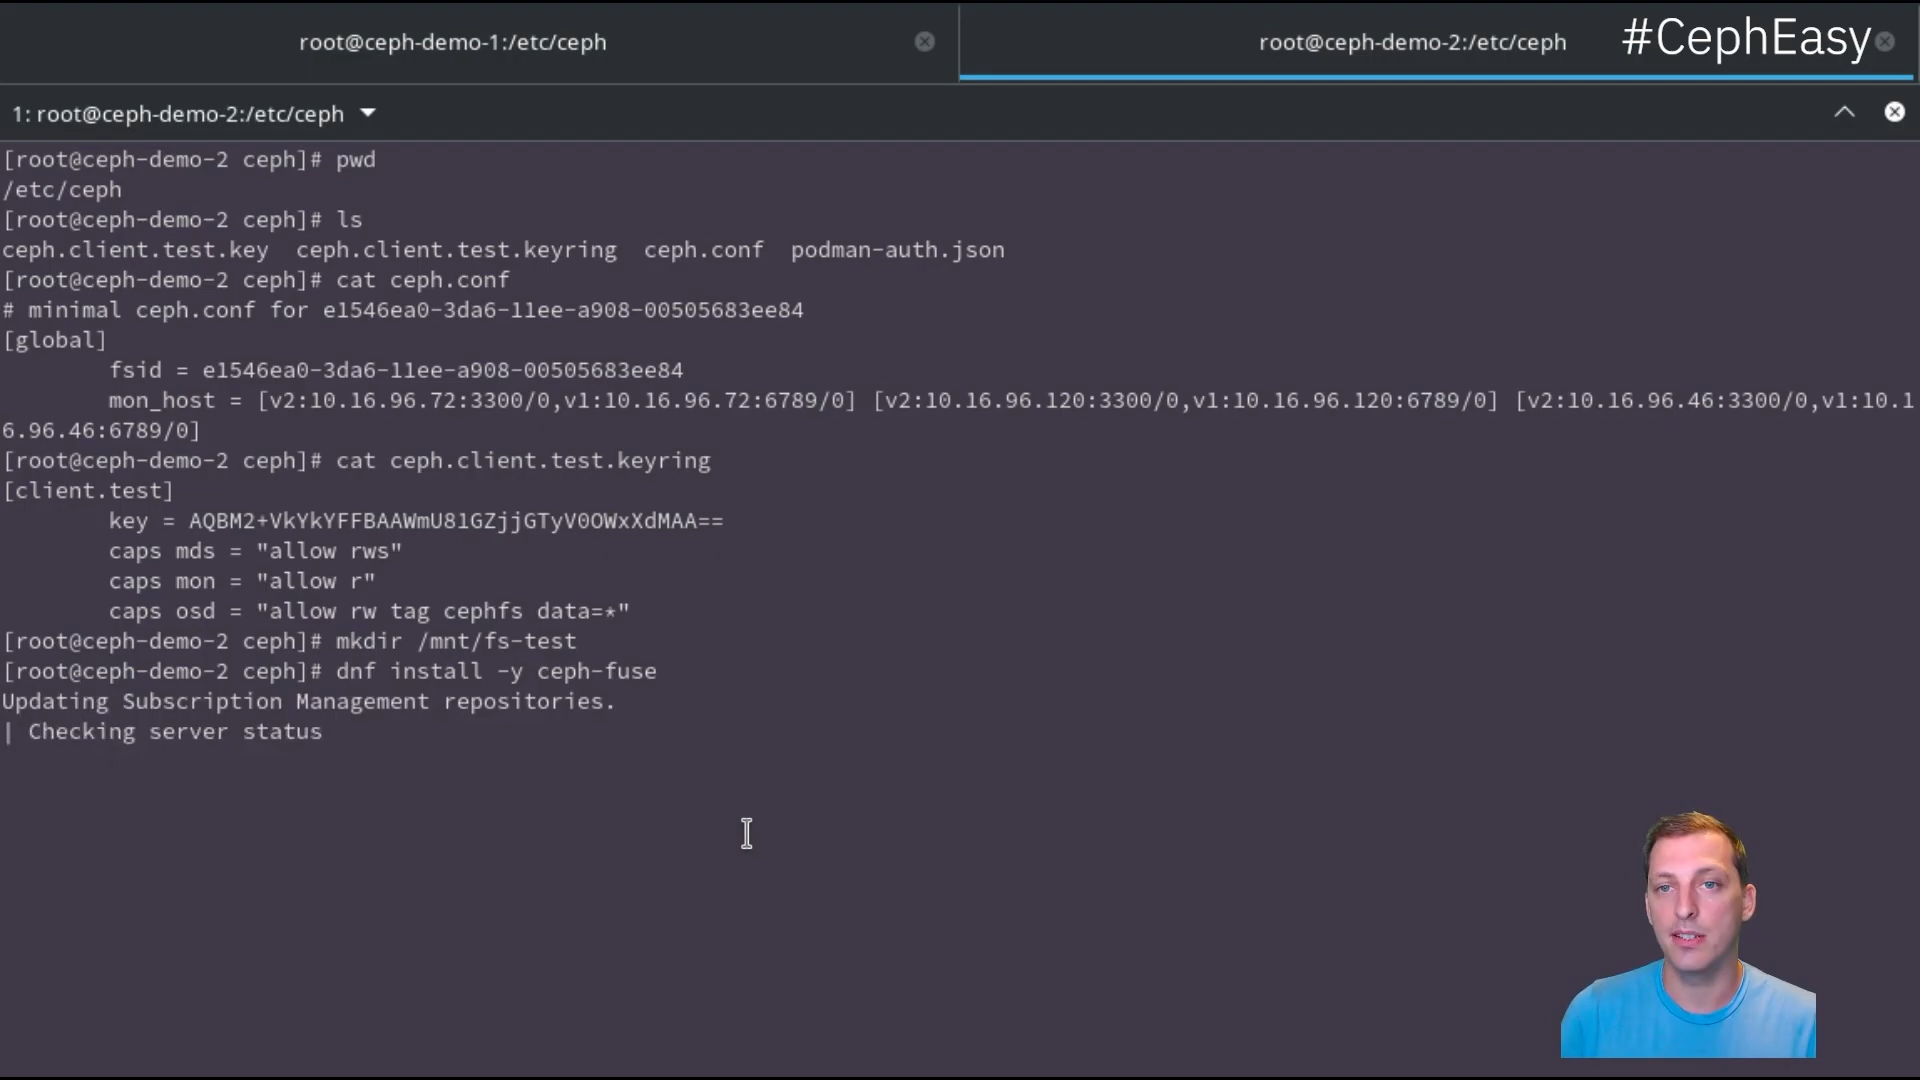 root@ceph-demo-1:/etc/ceph
root@ceph-demo-2:/etc/ceph
#CephEasy
1: root@ceph-demo-2:/etc/ceph
[root@ceph-demo-2 ceph]# pwd
/etc/ceph
[root@ceph-demo-2 ceph]# ls
ceph.client.test.key  ceph.client.test.keyring  ceph.conf  podman-auth.json
[root@ceph-demo-2 ceph]# cat ceph.conf
# minimal ceph.conf for e1546ea0-3da6-11ee-a908-00505683ee84
[global]
        fsid = e1546ea0-3da6-11ee-a908-00505683ee84
        mon_host = [v2:10.16.96.72:3300/0,v1:10.16.96.72:6789/0] [v2:10.16.96.120:3300/0,v1:10.16.96.120:6789/0] [v2:10.16.96.46:3300/0,v1:10.1
6.96.46:6789/0]
[root@ceph-demo-2 ceph]# cat ceph.client.test.keyring
[client.test]
        key = AQBM2+VkYkYFFBAAWmU81GZjjGTyV0OWxXdMAA==
        caps mds = "allow rws"
        caps mon = "allow r"
        caps osd = "allow rw tag cephfs data=*"
[root@ceph-demo-2 ceph]# mkdir /mnt/fs-test
[root@ceph-demo-2 ceph]# dnf install -y ceph-fuse
Updating Subscription Management repositories.
| Checking server status